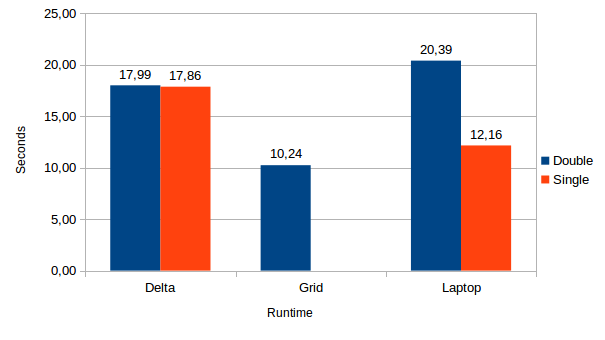 25,00
20,00
15,00
10,00
5,00
0,00
Seconds
17,99
17,86
10,24
20,39
12,16
Delta
Grid
Laptop
Runtime
Double
Single